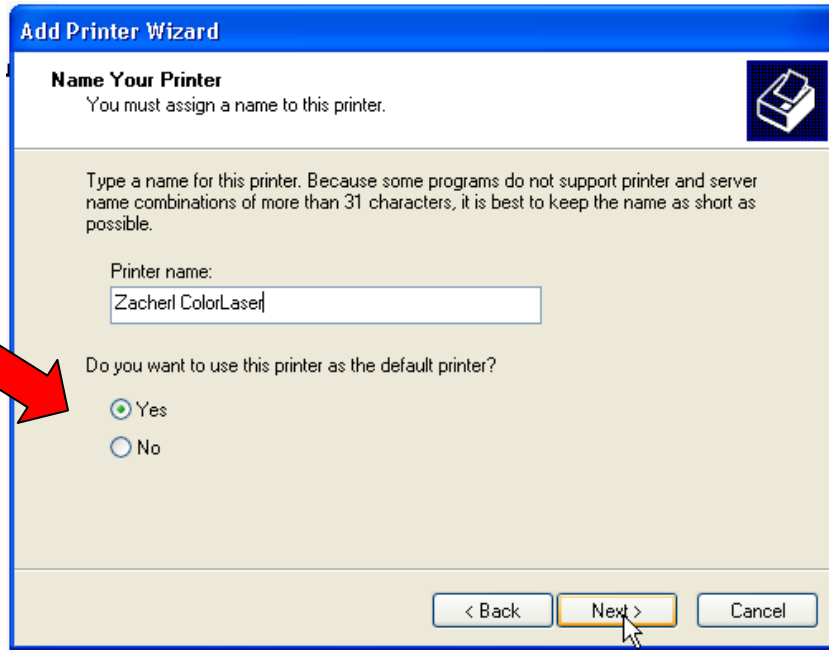 Add Printer Wizard
Name Your Printer
You must assign a name to this printer.
Type a name for this printer. Because some programs do not support printer and server
name combinations of more than 31 characters, it is best to keep the name as short as
possible.
Printer name:
Zacherl ColorLaser
Do you want to use this printer as the default printer?
Yes
No
< Back Next > Cancel